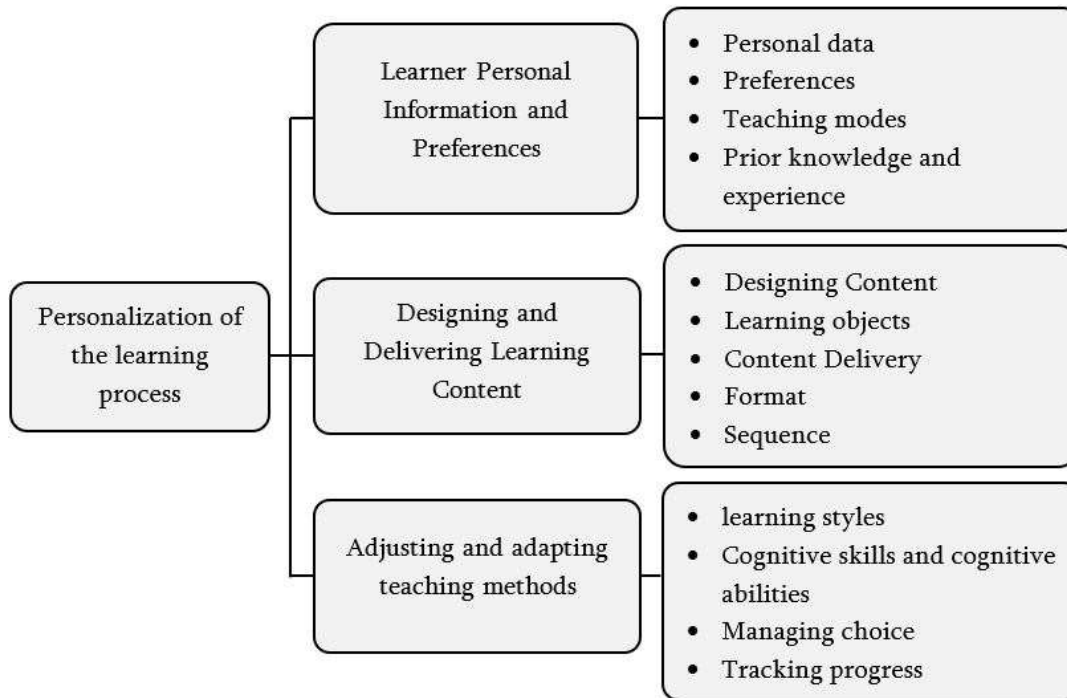 Personalization of
the learning
process
Learner Personal
Information and
Preferences
• Personal data
• Preferences
• Teaching modes
• Prior knowledge and
experience
Designing and
Delivering Learning
Content
• Designing Content
• Learning objects
• Content Delivery
• Format
• Sequence
Adjusting and adapting
teaching methods
• learning styles
• Cognitive skills and cognitive
abilities
• Managing choice
• Tracking progress